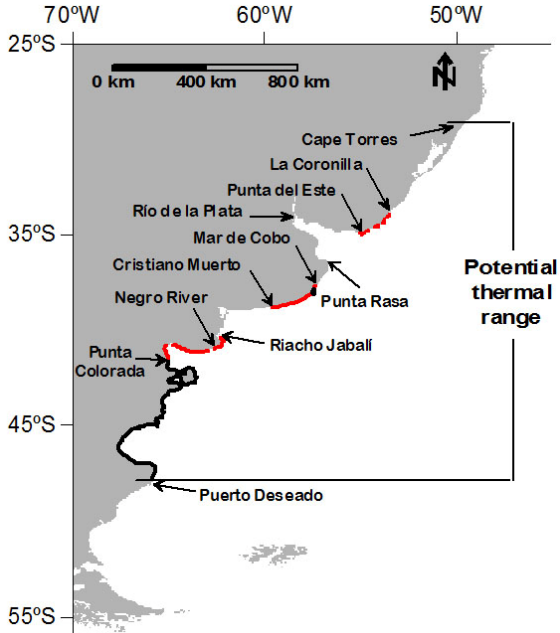 70ºW
60ºW
50ºW
25ºS
0 km
400 km
800 km
N
Cape Torres
La Coronilla
Punta del Este
Río de la Plata
35ºS
Mar de Cobo
Cristiano Muerto
Potential
thermal
range
Negro River
Punta Rasa
Riacho Jabalí
Punta
Colorada
45ºS
Puerto Deseado
55ºS